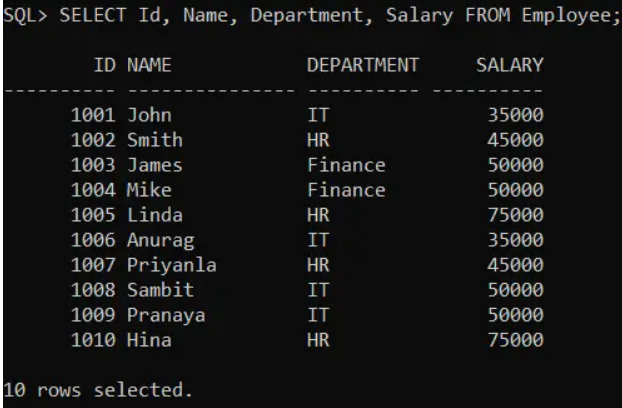 SQL> SELECT Id, Name, Department, Salary FROM Employee;
        ID NAME            DEPARTMENT     SALARY
---------- --------------- ---------- ----------
      1001 John            IT              35000
      1002 Smith           HR              45000
      1003 James           Finance         50000
      1004 Mike            Finance         50000
      1005 Linda           HR              75000
      1006 Anurag          IT              35000
      1007 Priyanla        HR              45000
      1008 Sambit          IT              50000
      1009 Pranaya         IT              50000
      1010 Hina            HR              75000
10 rows selected.